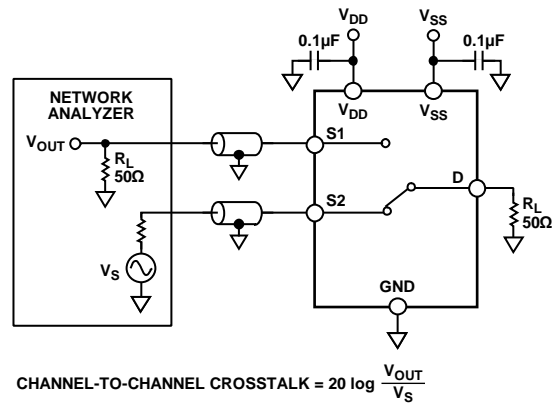 V_DD
V_SS
0.1µF
0.1µF
NETWORK
ANALYZER
V_DD
V_SS
V_OUT
S1
R_L
50Ω
D
S2
R_L
50Ω
V_S
GND
CHANNEL-TO-CHANNEL CROSSTALK = 20 log V_OUT / V_S